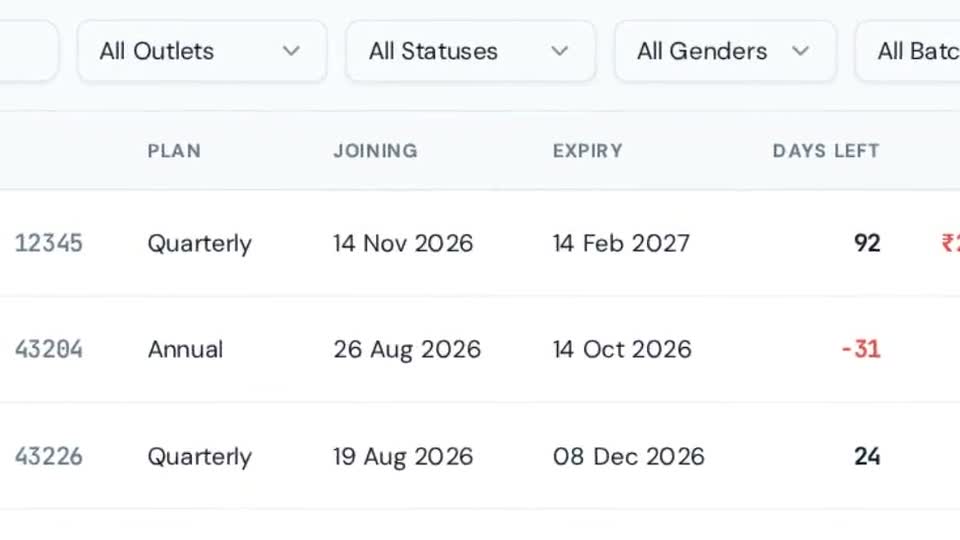 All Outlets All Statuses All Genders All
PLAN JOINING EXPIRY DAYS LEFT
12345 Quarterly 14 Nov 2026 14 Feb 2027 92
43204 Annual 26 Aug 2026 14 Oct 2026 -31
43226 Quarterly 19 Aug 2026 08 Dec 2026 24